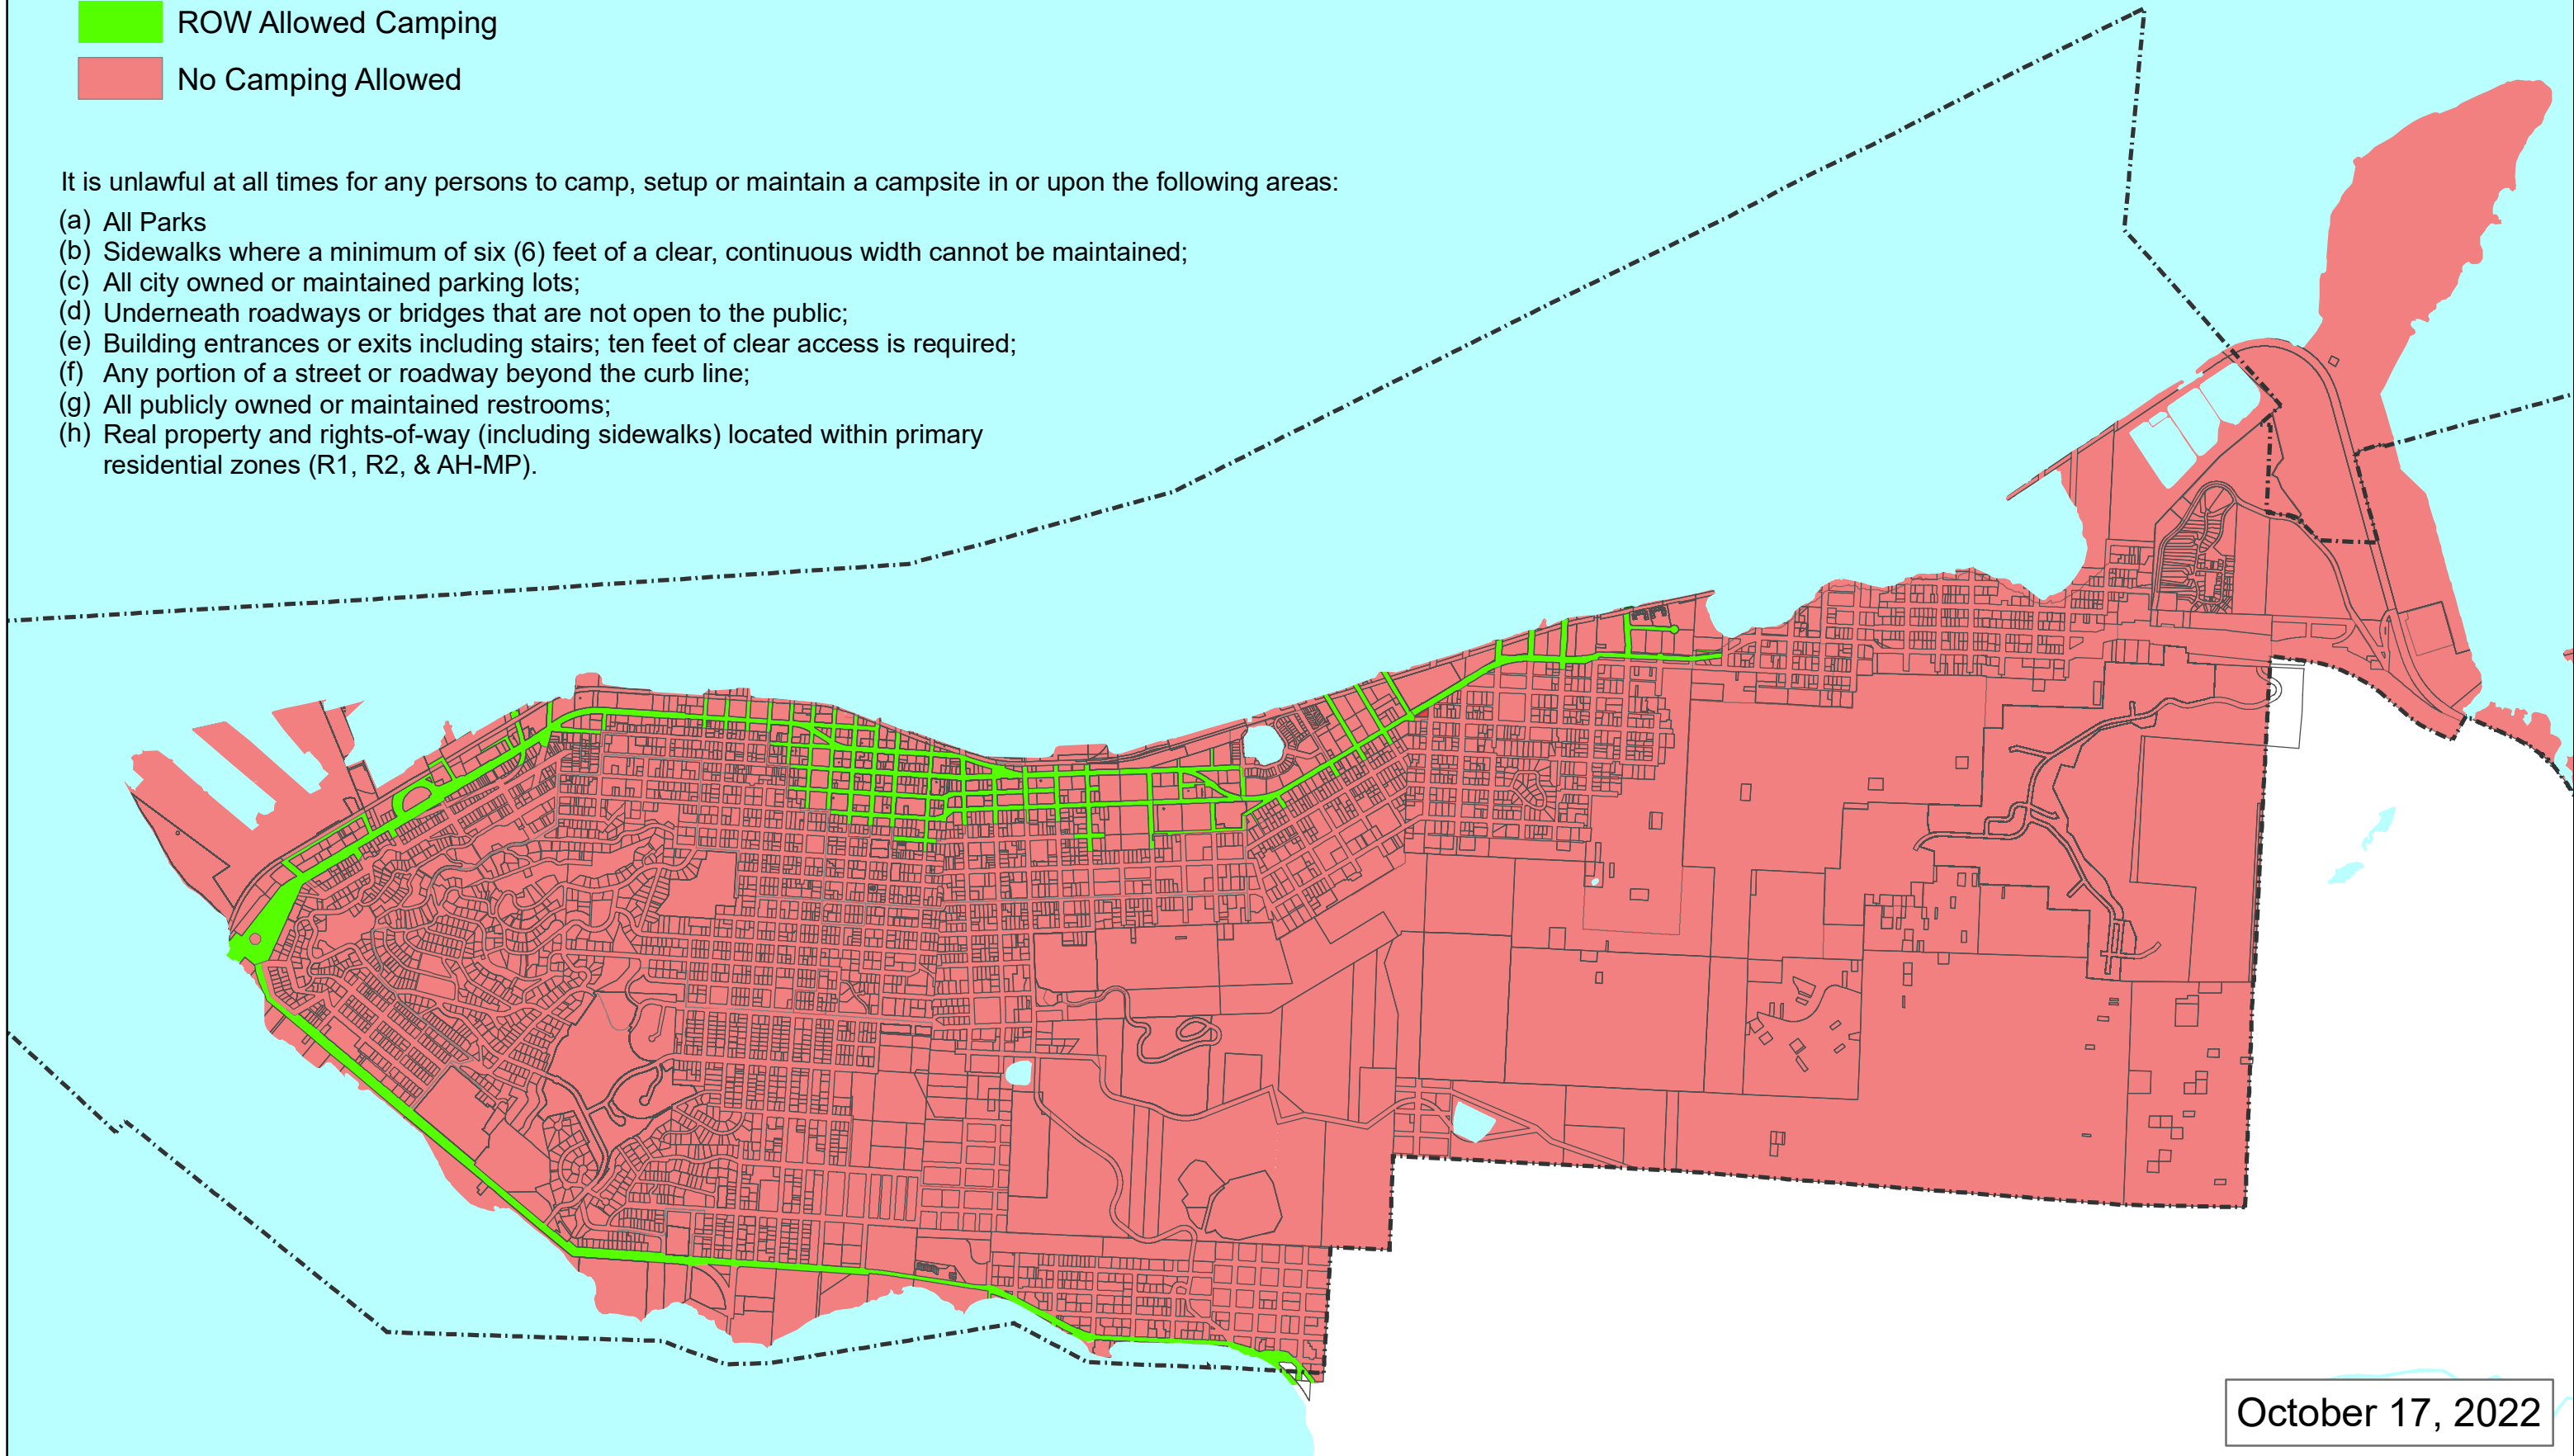 ROW Allowed Camping
No Camping Allowed
It is unlawful at all times for any persons to camp, setup or maintain a campsite in or upon the following areas:
(a) All Parks
(b) Sidewalks where a minimum of six (6) feet of a clear, continuous width cannot be maintained;
(c) All city owned or maintained parking lots;
(d) Underneath roadways or bridges that are not open to the public;
(e) Building entrances or exits including stairs; ten feet of clear access is required;
(f) Any portion of a street or roadway beyond the curb line;
(g) All publicly owned or maintained restrooms;
(h) Real property and rights-of-way (including sidewalks) located within primary
residential zones (R1, R2, & AH-MP).
October 17, 2022